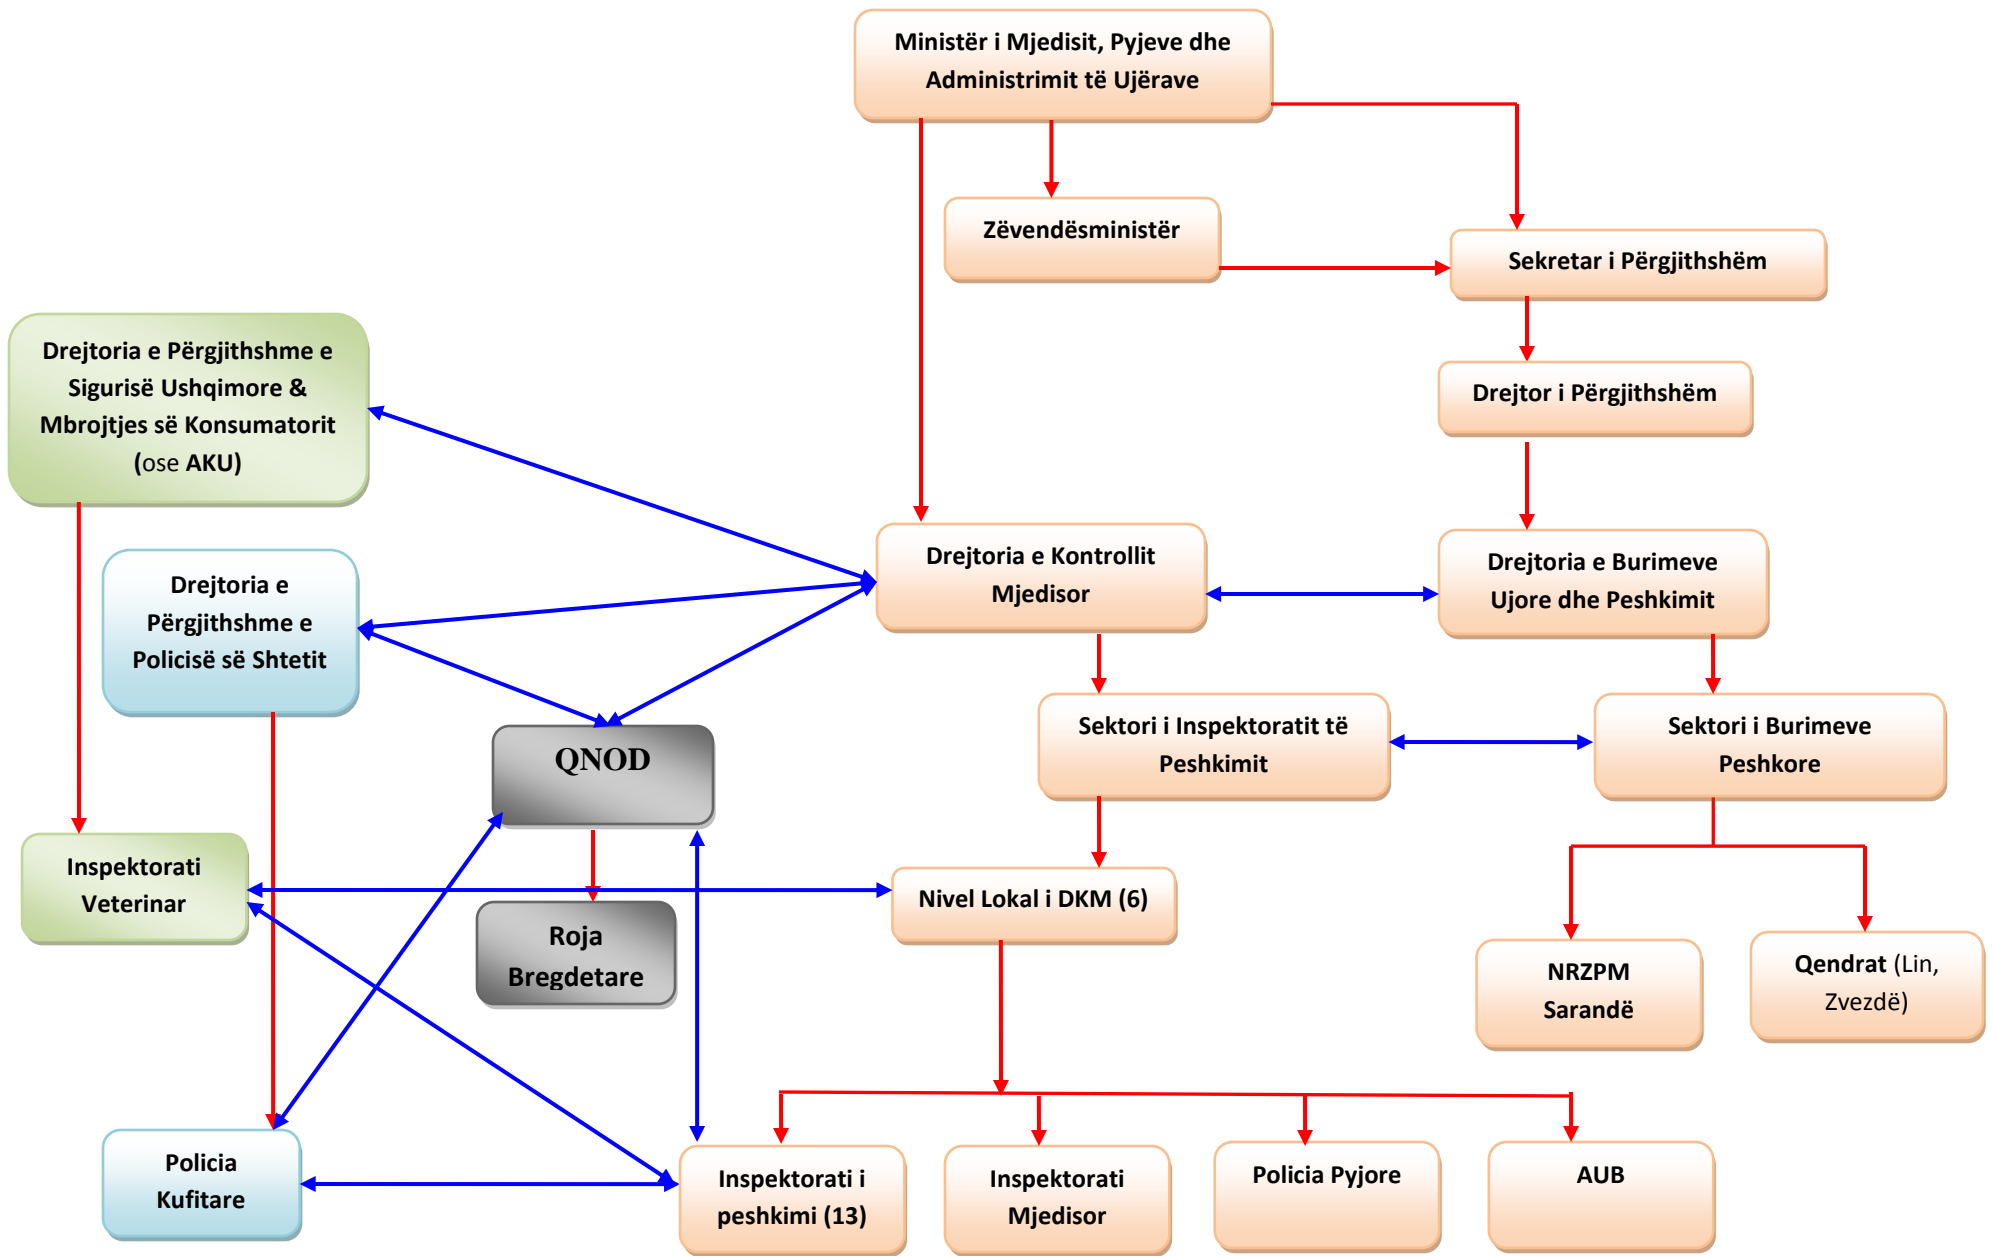 Ministër i Mjedisit, Pyjeve dhe
Administrimit të Ujërave
Zëvendësministër
Sekretar i Përgjithshëm
Drejtoria e Përgjithshme e
Sigurisë Ushqimore &
Mbrojtjes së Konsumatorit
(ose AKU)
Drejtor i Përgjithshëm
Drejtoria e
Përgjithshme e
Policisë së Shtetit
Drejtoria e Kontrollit
Mjedisor
Drejtoria e Burimeve
Ujore dhe Peshkimit
QNOD
Sektori i Inspektoratit të
Peshkimit
Sektori i Burimeve
Peshkore
Inspektorati
Veterinar
Roja
Bregdetare
Nivel Lokal i DKM (6)
NRZPM
Sarandë
Qendrat (Lin,
Zvezdë)
Policia
Kufitare
Inspektorati i
peshkimi (13)
Inspektorati
Mjedisor
Policia Pyjore
AUB